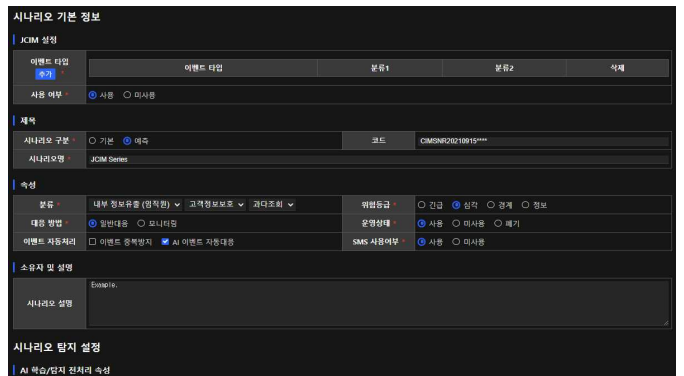 시나리오 기본 정보
JCIM 설정
이벤트 타입 추가 * 이벤트 타입 분류1 분류2 삭제
사용 여부 * 사용 미사용
제목
시나리오 구분 * 기본 예측 코드 CIMSNR20210915****
시나리오명 * JCIM Series
속성
분류 * 내부 정보유출 (임직원) 고객정보보호 과다조회 위험등급 * 긴급 심각 경계 정보
대응 방법 * 일반대응 모니터링 운영상태 * 사용 미사용 폐기
이벤트 자동처리 이벤트 중복방지 AI 이벤트 자동대응 SMS 사용여부 * 사용 미사용
소유자 및 설명
시나리오 설명 Example.
시나리오 탐지 설정
AI 학습/탐지 전처리 속성